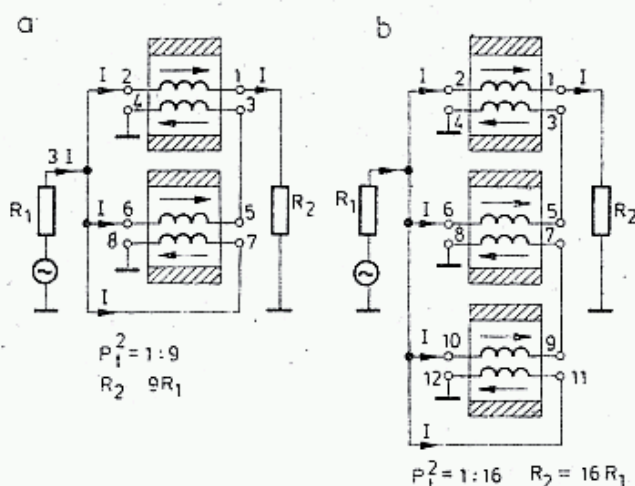 a
I 2 1 I
4 3
3 I
R1
I 6 5
8 7
R2
I
P₁² = 1:9
R2 9R1
b
I 2 1 I
4 3
R1
I 6 5
8 7
R2
I 10 9
12 11
I
P₁² = 1:16 R2 = 16 R1